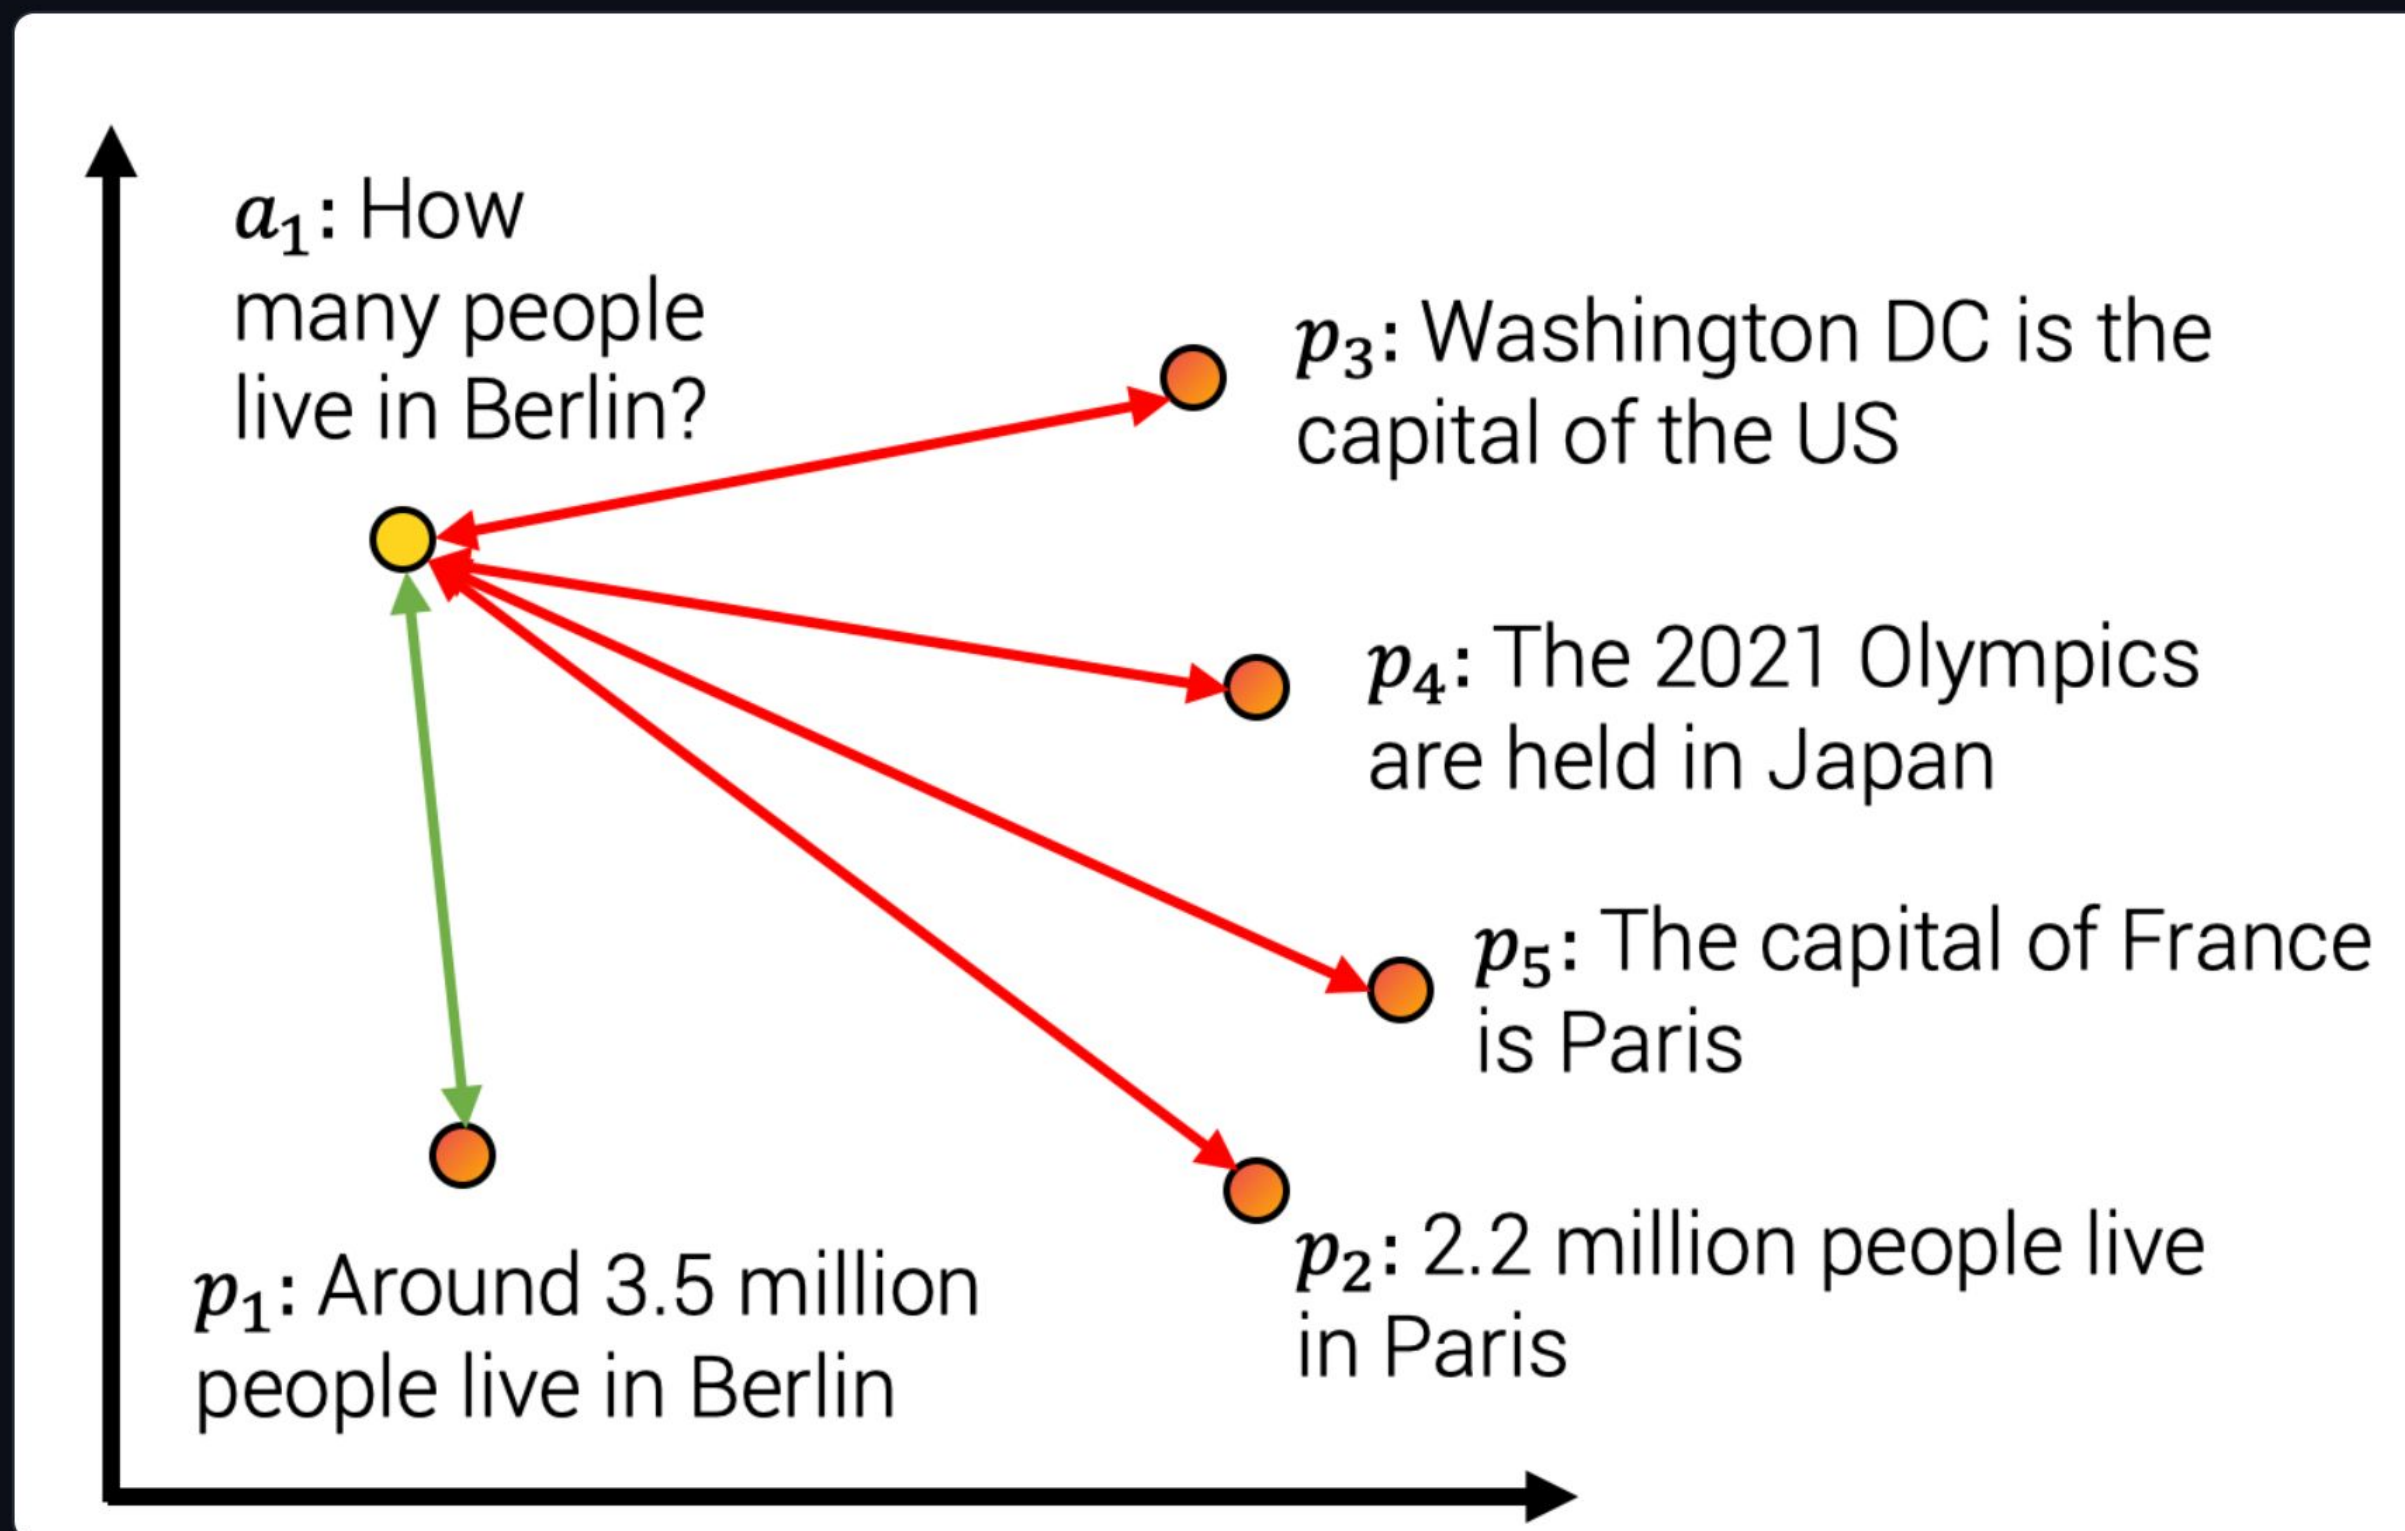 a₁: How
many people
live in Berlin?
p₃: Washington DC is the
capital of the US
p₄: The 2021 Olympics
are held in Japan
p₅: The capital of France
is Paris
p₂: 2.2 million people live
in Paris
p₁: Around 3.5 million
people live in Berlin